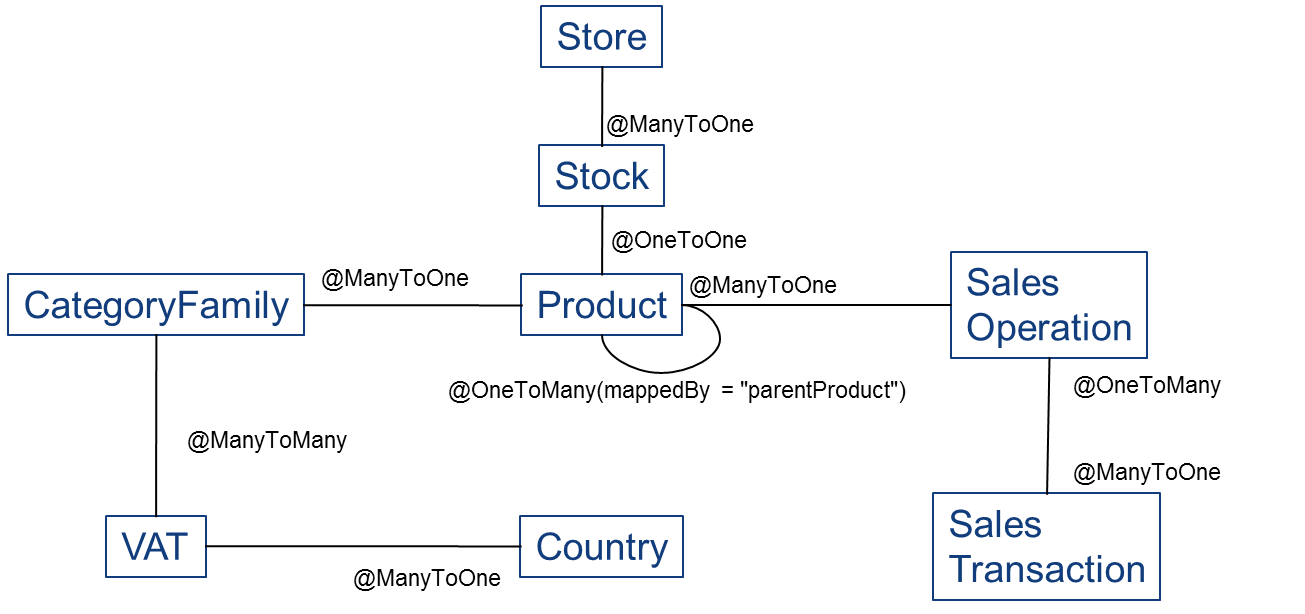 Store
@ManyToOne
Stock
@OneToOne
CategoryFamily
@ManyToOne
Product
@ManyToOne
Sales
Operation
@OneToMany(mappedBy = "parentProduct")
@OneToMany
@ManyToMany
@ManyToOne
VAT
@ManyToOne
Country
Sales
Transaction